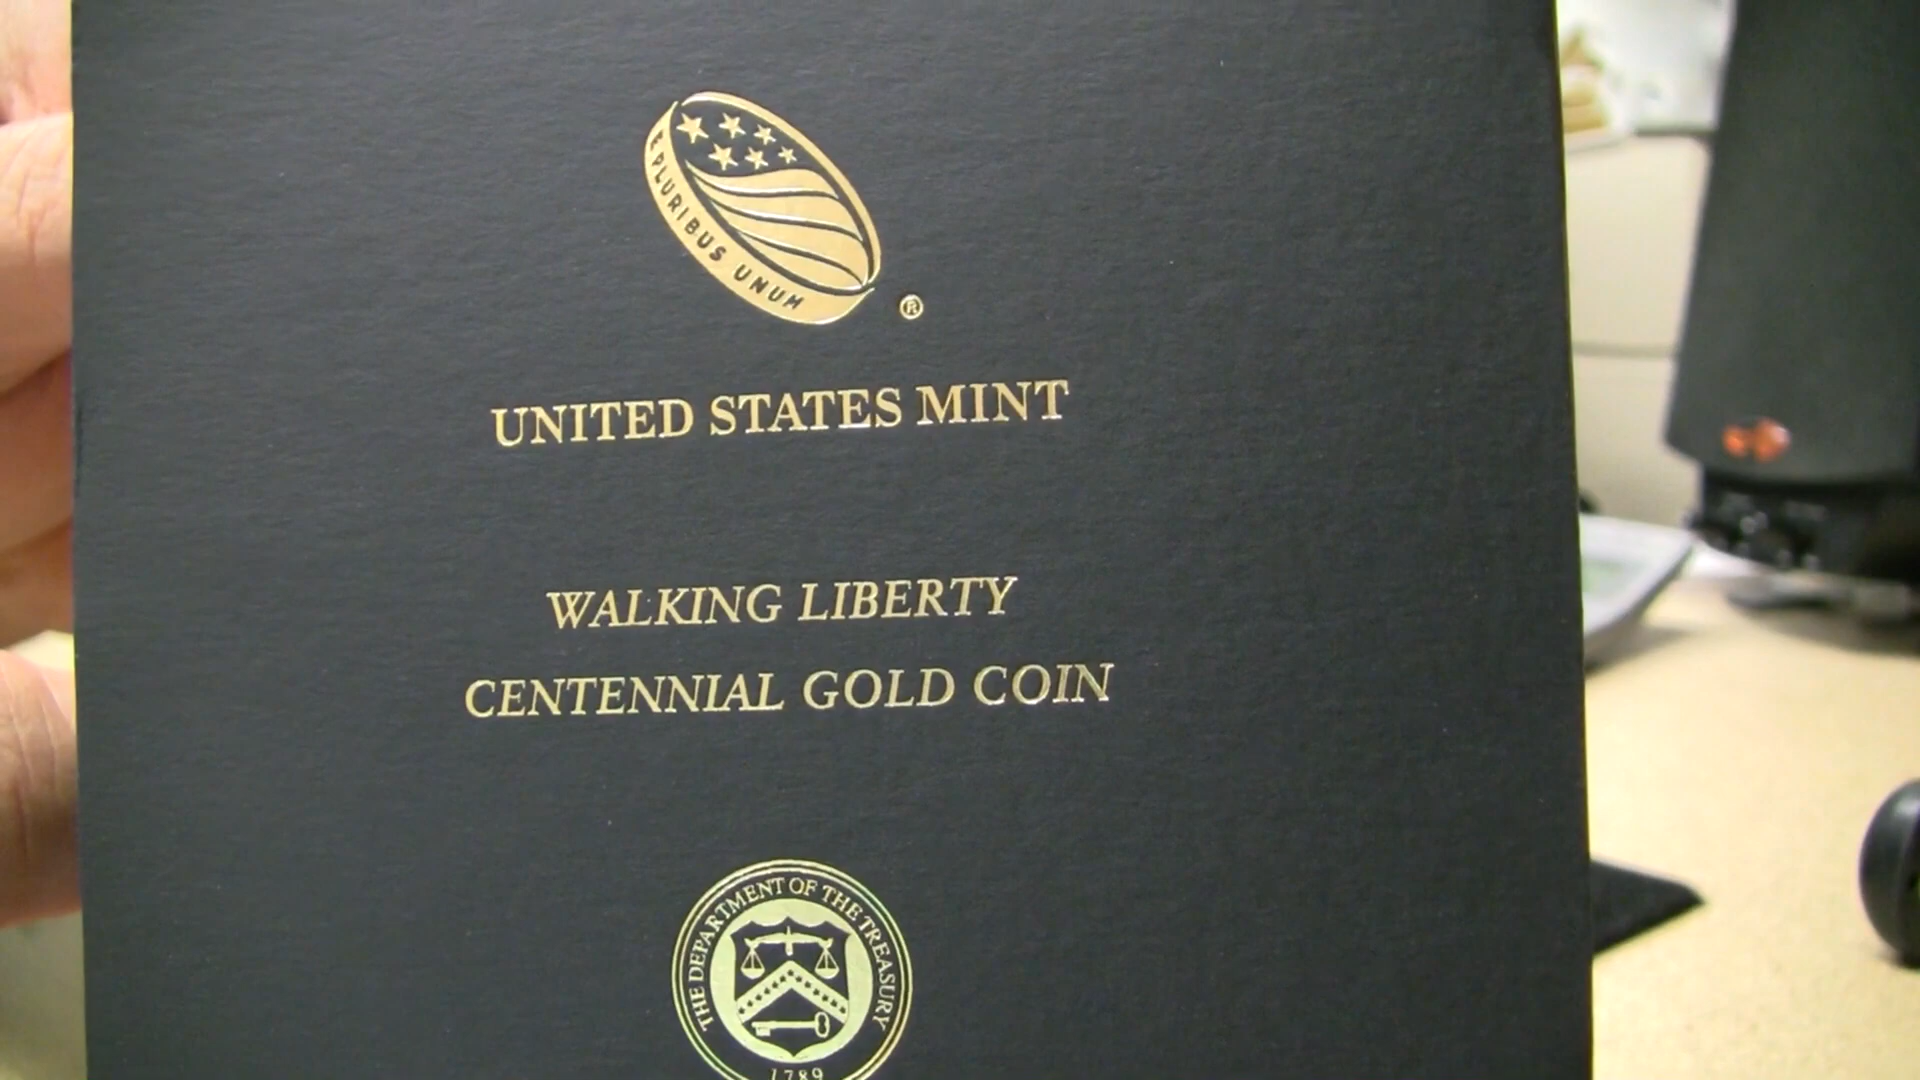 E PLURIBUS UNUM
®
UNITED STATES MINT
WALKING LIBERTY
CENTENNIAL GOLD COIN
THE DEPARTMENT OF THE TREASURY
1789